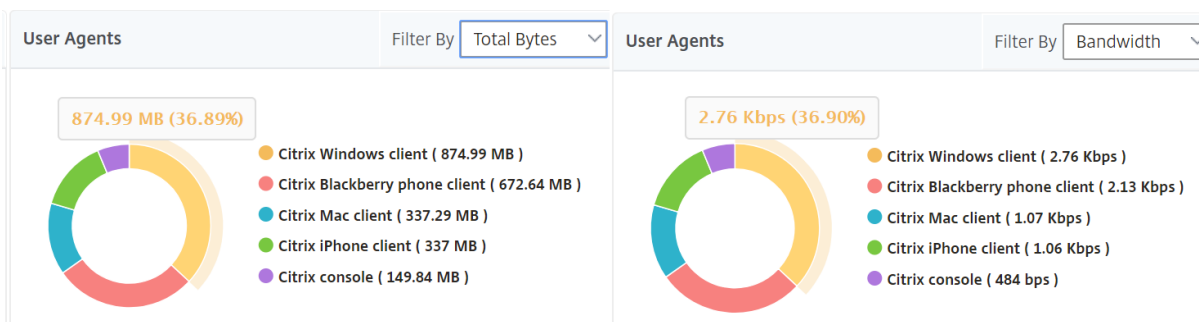 User Agents Filter By Total Bytes
874.99 MB (36.89%)
Citrix Windows client ( 874.99 MB )
Citrix Blackberry phone client ( 672.64 MB )
Citrix Mac client ( 337.29 MB )
Citrix iPhone client ( 337 MB )
Citrix console ( 149.84 MB )
User Agents Filter By Bandwidth
2.76 Kbps (36.90%)
Citrix Windows client ( 2.76 Kbps )
Citrix Blackberry phone client ( 2.13 Kbps )
Citrix Mac client ( 1.07 Kbps )
Citrix iPhone client ( 1.06 Kbps )
Citrix console ( 484 bps )